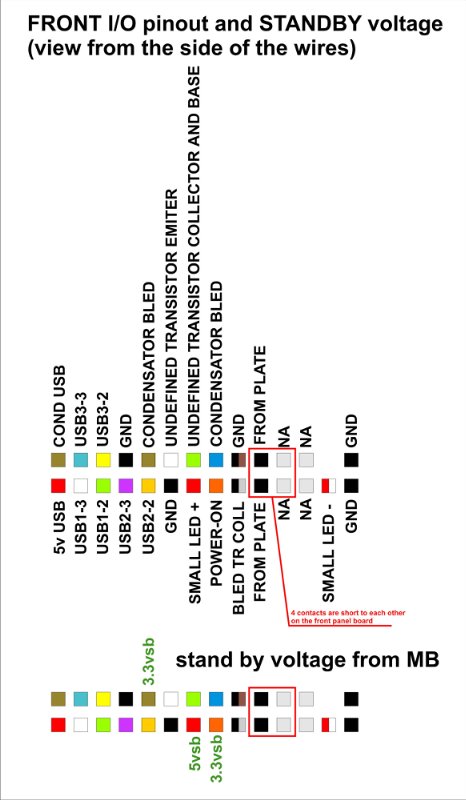 FRONT I/O pinout and STANDBY voltage
(view from the side of the wires)
COND USB
USB3-3
USB3-2
GND
CONDENSATOR BLED
UNDEFINED TRANSISTOR EMITER
UNDEFINED TRANSISTOR COLLECTOR AND BASE
CONDENSATOR BLED
GND
FROM PLATE
NA
NA
GND
5v USB
USB1-3
USB1-2
USB2-3
USB2-2
GND
SMALL LED +
POWER-ON
BLED TR COLL
FROM PLATE
NA
NA
SMALL LED -
GND
4 contacts are short to each other
on the front panel board
3.3vsb
stand by voltage from MB
5vsb
3.3vsb